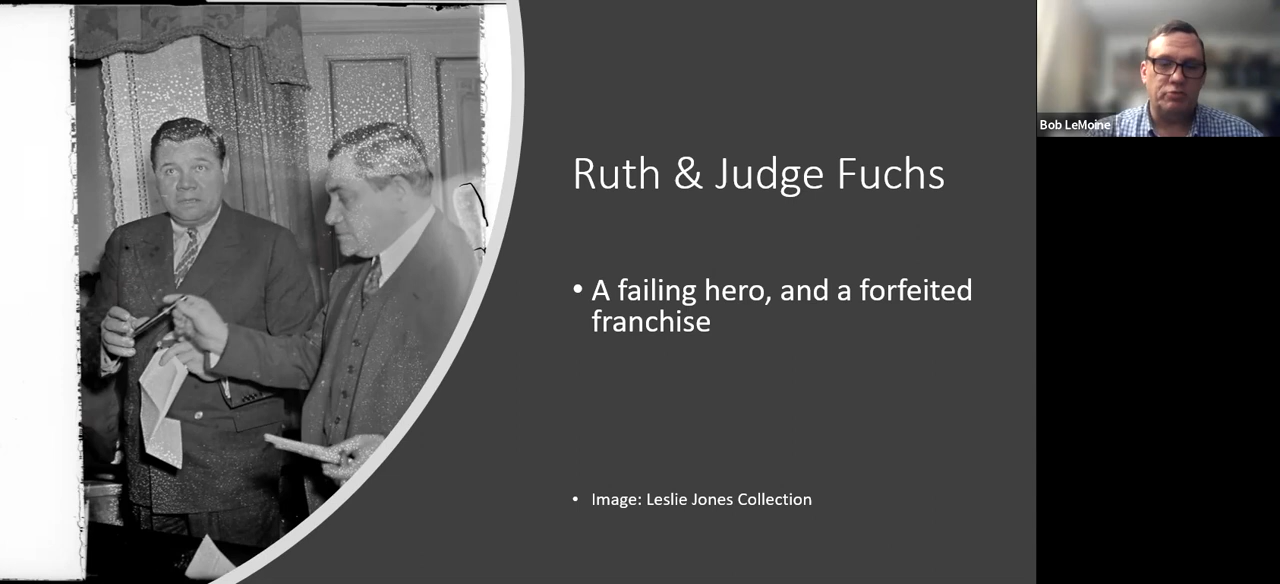 Ruth & Judge Fuchs
• A failing hero, and a forfeited
franchise
• Image: Leslie Jones Collection
Bob LeMoine